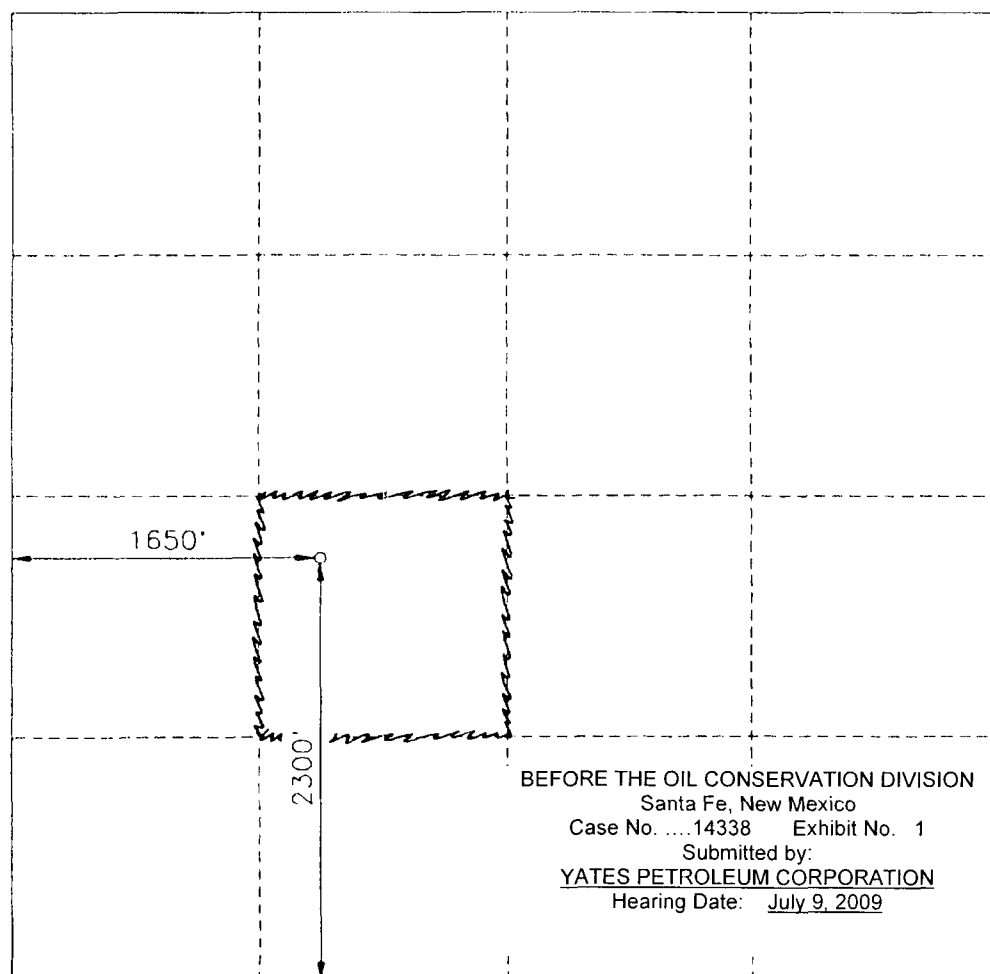 1650'
2300'
BEFORE THE OIL CONSERVATION DIVISION
Santa Fe, New Mexico
Case No. ....14338 Exhibit No. 1
Submitted by:
YATES PETROLEUM CORPORATION
Hearing Date: July 9, 2009